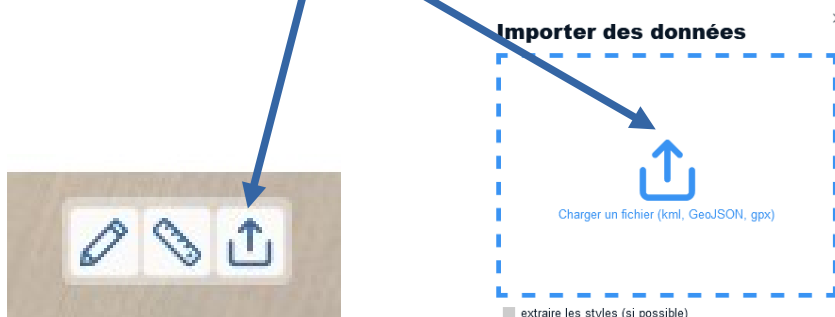 Importer des données
Charger un fichier (kml, GeoJSON, gpx)
extraire les styles (si possible)